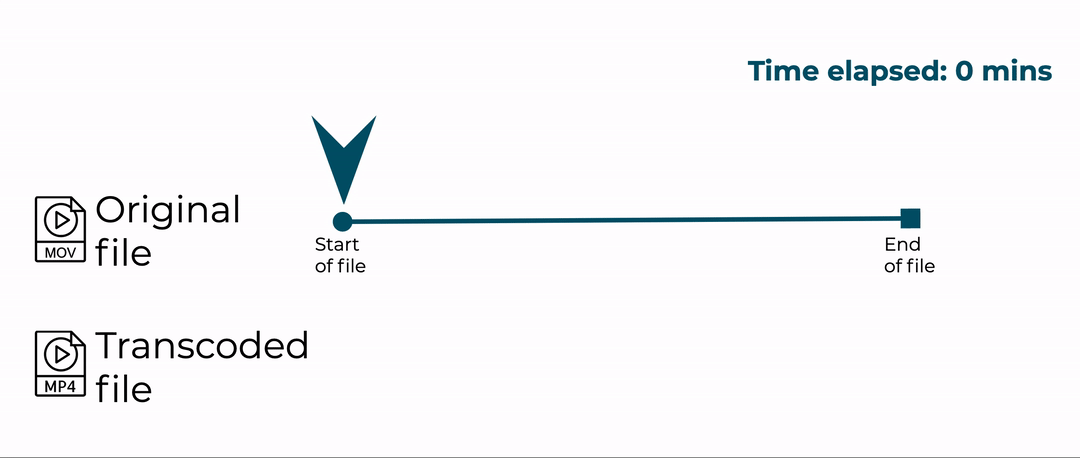 Time elapsed: 0 mins
Original
file
MOV
Start
of file
End
of file
Transcoded
file
MP4